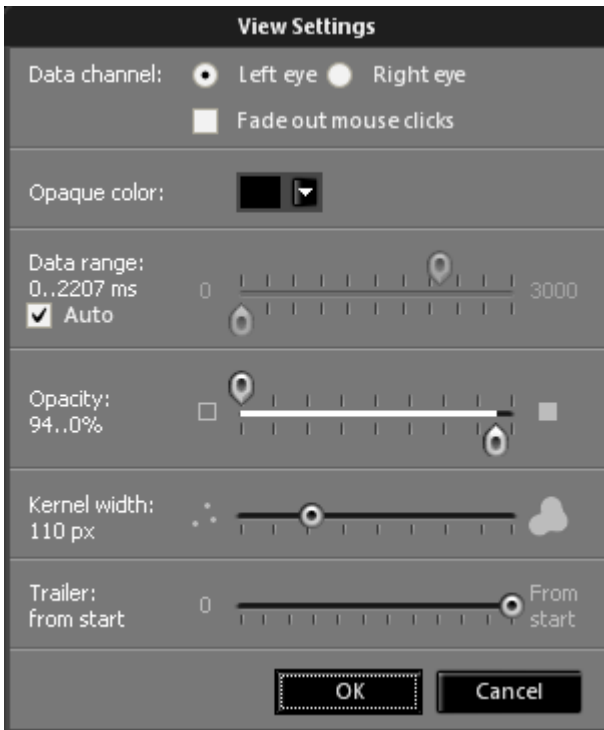 View Settings
Data channel: Left eye Right eye
Fade out mouse clicks
Opaque color:
Data range:
0..2207 ms
Auto
0 3000
Opacity:
94..0%
Kernel width:
110 px
Trailer:
from start
0 From
start
OK Cancel